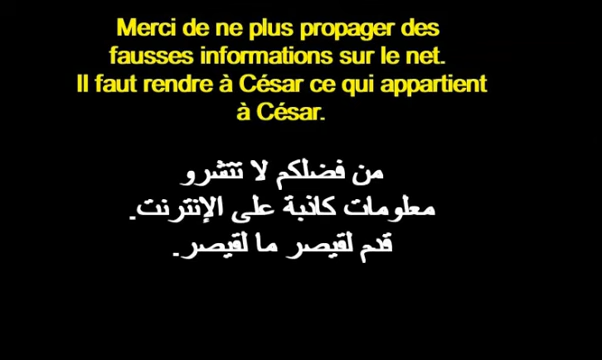 Merci de ne plus propager des
fausses informations sur le net.
Il faut rendre à César ce qui appartient
à César.
من فضلكم لا تتشرو
معلومات كاذبة على الإنترنت.
قدم لقيصر ما لقيصر.